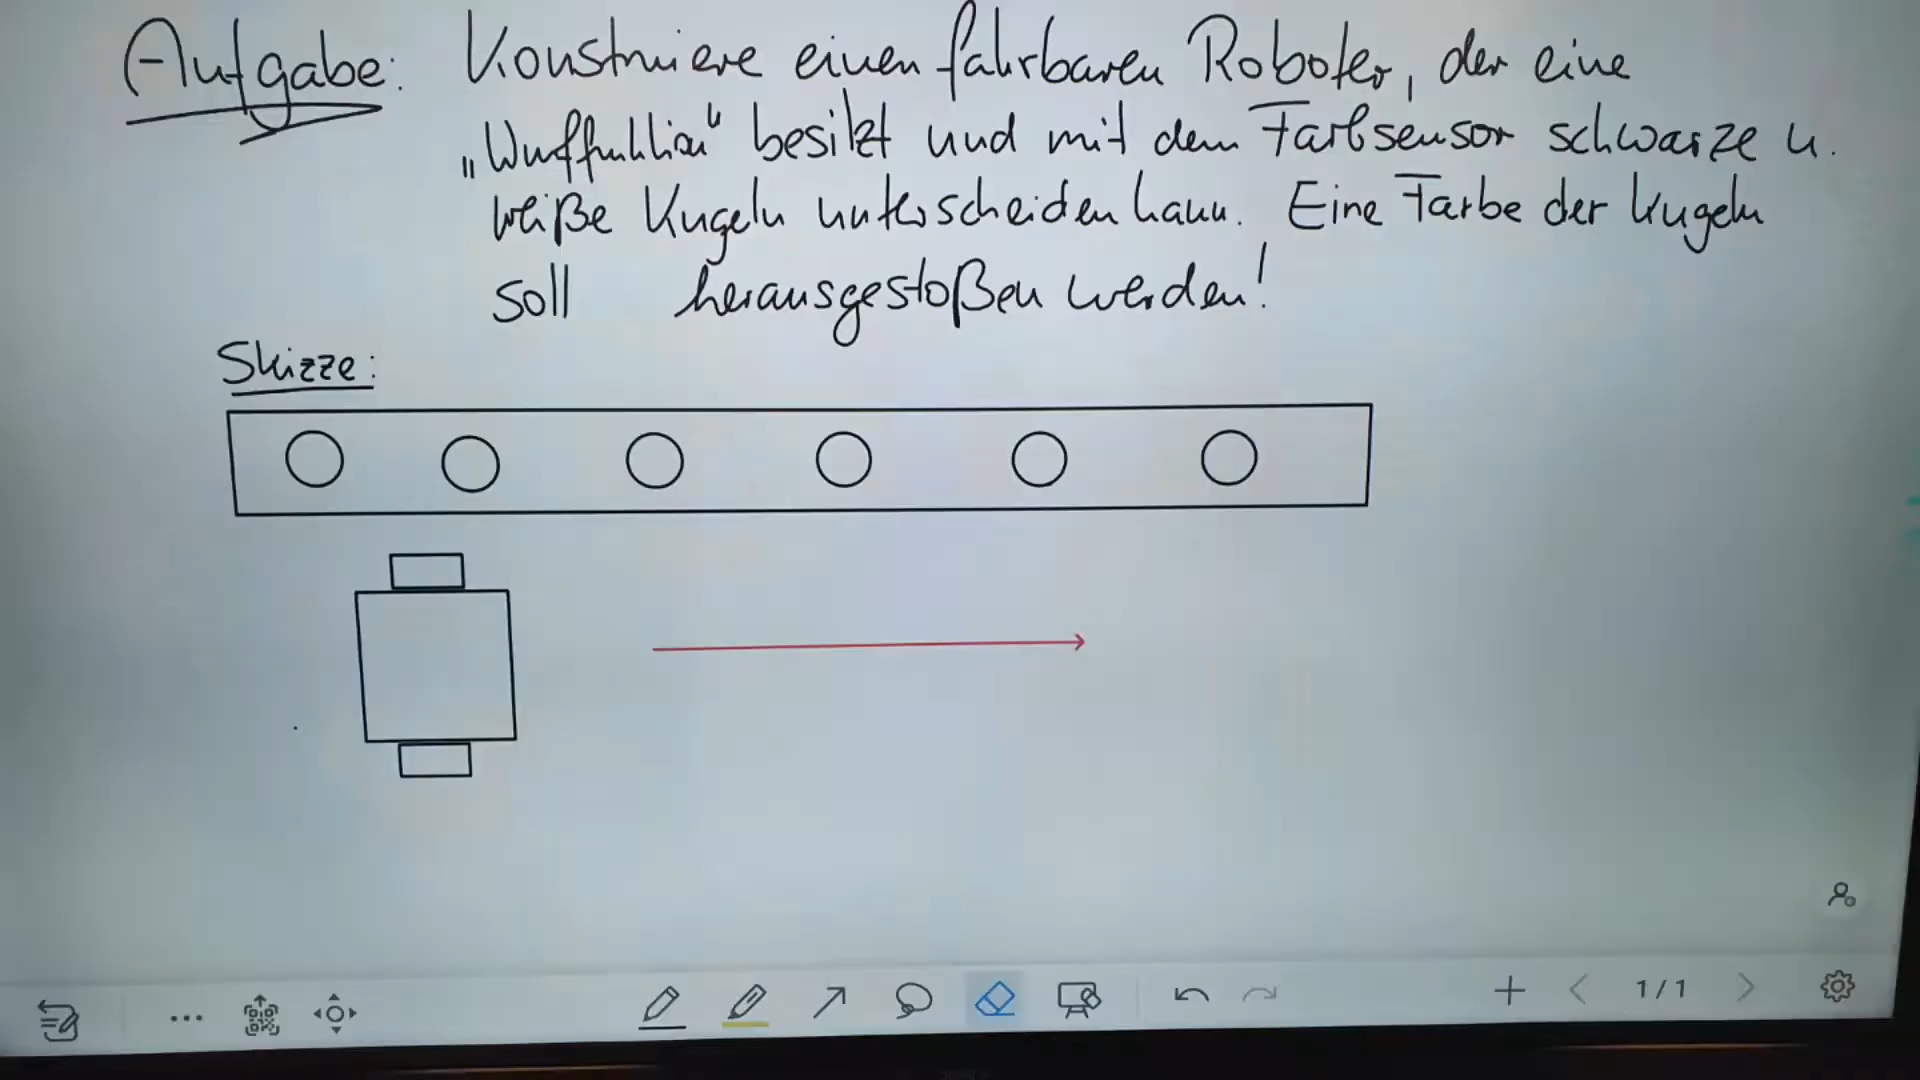 Aufgabe: Konstruiere einen fahrbaren Roboter, der eine
„Wurffunktion“ besitzt und mit dem Farbsensor schwarze u.
weiße Kugeln unterscheiden kann. Eine Farbe der Kugeln
soll herausgestoßen werden!
Skizze:
1/1